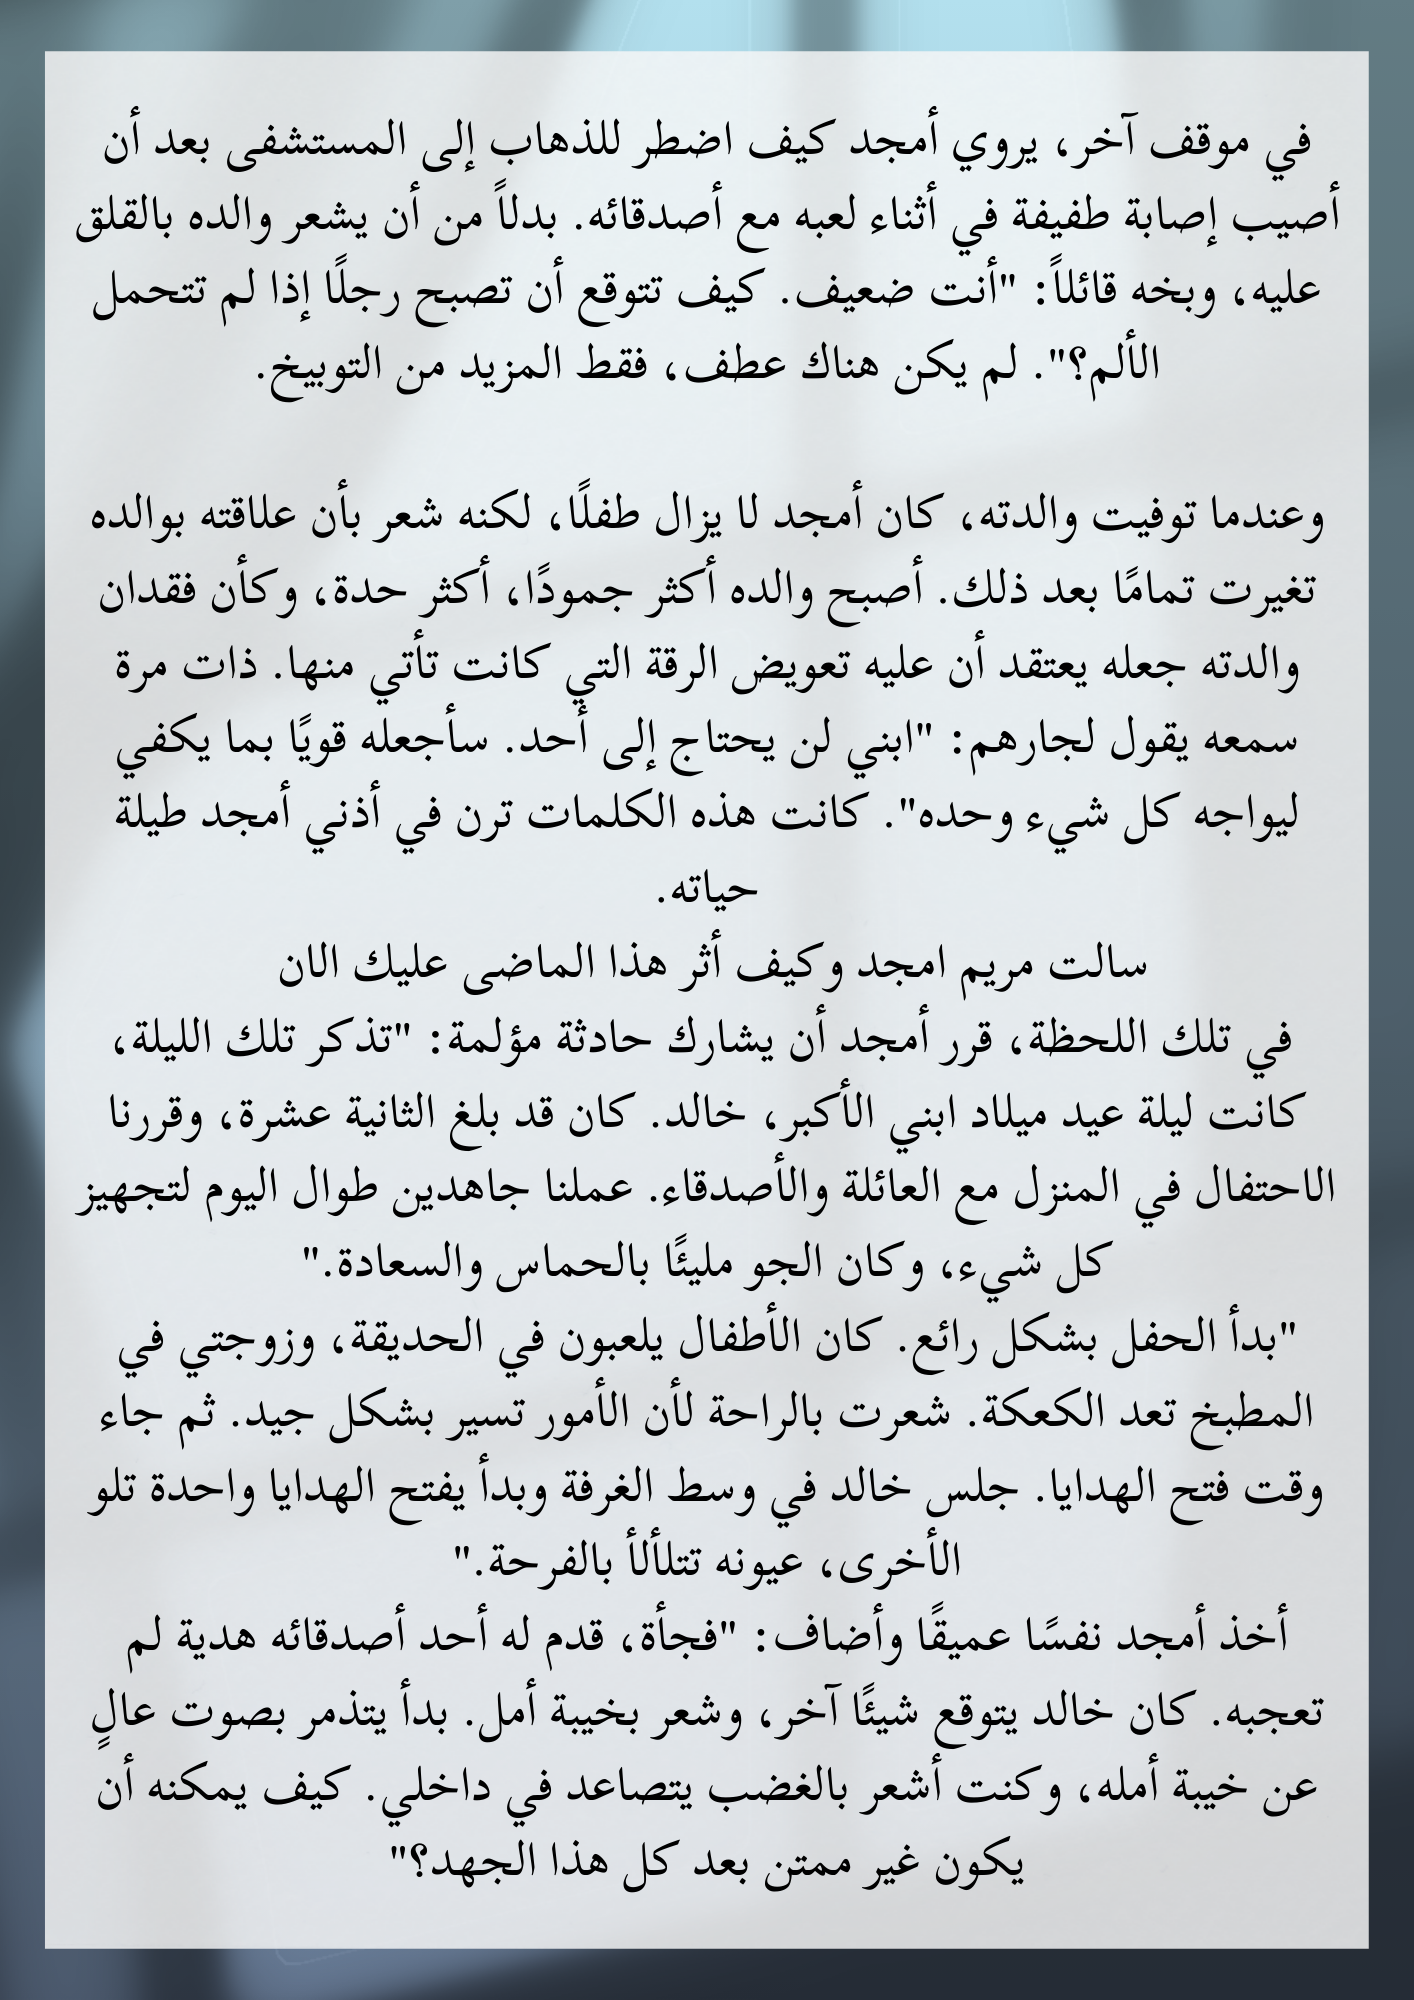 في موقف آخر، يروي أمجد كيف اضطر للذهاب إلى المستشفى بعد أن
أصيب إصابة طفيفة في أثناء لعبه مع أصدقائه. بدلاً من أن يشعر والده بالقلق
عليه، وبخه قائلاً: "أنت ضعيف. كيف تتوقع أن تصبح رجلًا إذا لم تتحمل
الألم؟". لم يكن هناك عطف، فقط المزيد من التوبيخ.
وعندما توفيت والدته، كان أمجد لا يزال طفلًا، لكنه شعر بأن علاقته بوالده
تغيرت تمامًا بعد ذلك. أصبح والده أكثر جمودًا، أكثر حدة، وكأن فقدان
والدته جعله يعتقد أن عليه تعويض الرقة التي كانت تأتي منها. ذات مرة
سمعه يقول لجارهم: "ابني لن يحتاج إلى أحد. سأجعله قويًا بما يكفي
ليواجه كل شيء وحده". كانت هذه الكلمات ترن في أذني أمجد طيلة
حياته.
سالت مريم امجد وكيف أثر هذا الماضى عليك الان
في تلك اللحظة، قرر أمجد أن يشارك حادثة مؤلمة: "تذكر تلك الليلة،
كانت ليلة عيد ميلاد ابني الأكبر، خالد. كان قد بلغ الثانية عشرة، وقررنا
الاحتفال في المنزل مع العائلة والأصدقاء. عملنا جاهدين طوال اليوم لتجهيز
كل شيء، وكان الجو مليئًا بالحماس والسعادة."
"بدأ الحفل بشكل رائع. كان الأطفال يلعبون في الحديقة، وزوجتي في
المطبخ تعد الكعكة. شعرت بالراحة لأن الأمور تسير بشكل جيد. ثم جاء
وقت فتح الهدايا. جلس خالد في وسط الغرفة وبدأ يفتح الهدايا واحدة تلو
الأخرى، عيونه تتلألأ بالفرحة."
أخذ أمجد نفسًا عميقًا وأضاف: "فجأة، قدم له أحد أصدقائه هدية لم
تعجبه. كان خالد يتوقع شيئًا آخر، وشعر بخيبة أمل. بدأ يتذمر بصوت عالٍ
عن خيبة أمله، وكنت أشعر بالغضب يتصاعد في داخلي. كيف يمكنه أن
يكون غير ممتن بعد كل هذا الجهد؟"